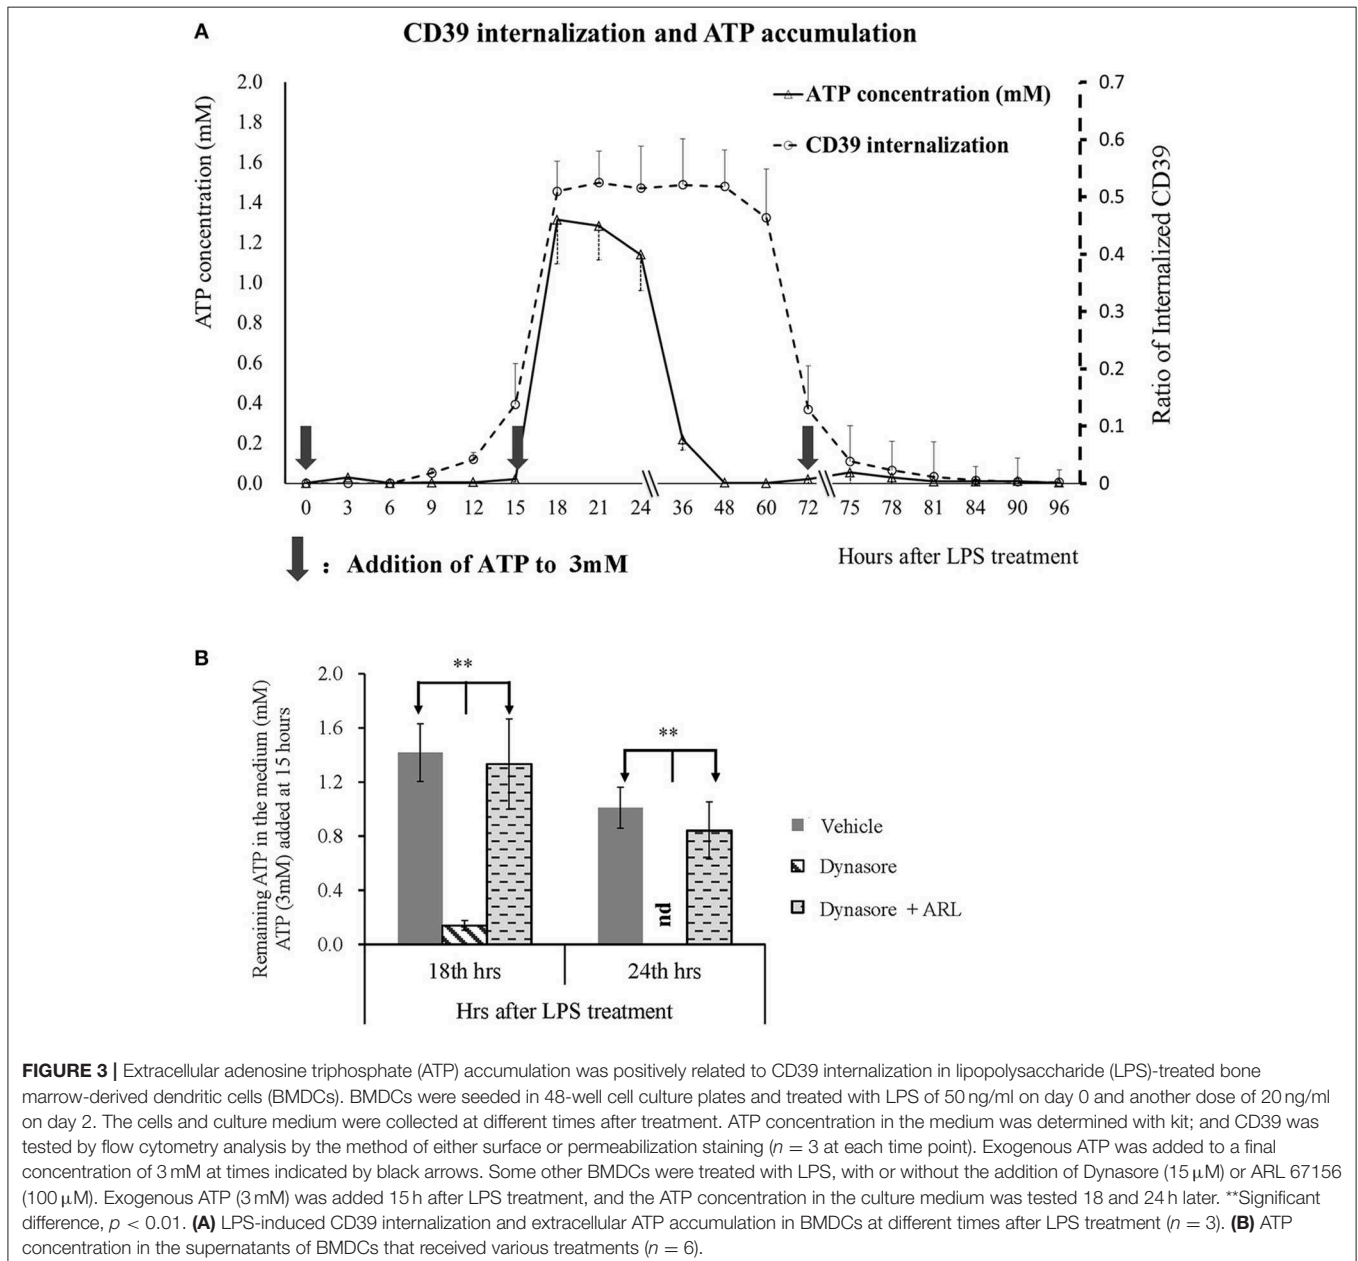 A
CD39 internalization and ATP accumulation
ATP concentration (mM)
2.0
1.8
1.6
1.4
1.2
1.0
0.8
0.6
0.4
0.2
0.0
ATP concentration (mM)
CD39 internalization
0.7
0.6
0.5
0.4
0.3
0.2
0.1
0
Ratio of Internalized CD39
0 3 6 9 12 15 18 21 24 36 48 60 72 75 78 81 84 90 96
Hours after LPS treatment
: Addition of ATP to 3mM
B
Remaining ATP in the medium (mM)
ATP (3mM) added at 15 hours
2.0
1.6
1.2
0.8
0.4
0.0
**
**
nd
Vehicle
Dynasore
Dynasore + ARL
18th hrs 24th hrs
Hrs after LPS treatment
FIGURE 3 | Extracellular adenosine triphosphate (ATP) accumulation was positively related to CD39 internalization in lipopolysaccharide (LPS)-treated bone
marrow-derived dendritic cells (BMDCs). BMDCs were seeded in 48-well cell culture plates and treated with LPS of 50 ng/ml on day 0 and another dose of 20 ng/ml
on day 2. The cells and culture medium were collected at different times after treatment. ATP concentration in the medium was determined with kit; and CD39 was
tested by flow cytometry analysis by the method of either surface or permeabilization staining (n = 3 at each time point). Exogenous ATP was added to a final
concentration of 3 mM at times indicated by black arrows. Some other BMDCs were treated with LPS, with or without the addition of Dynasore (15 μM) or ARL 67156
(100 μM). Exogenous ATP (3 mM) was added 15 h after LPS treatment, and the ATP concentration in the culture medium was tested 18 and 24 h later. **Significant
difference, p < 0.01. (A) LPS-induced CD39 internalization and extracellular ATP accumulation in BMDCs at different times after LPS treatment (n = 3). (B) ATP
concentration in the supernatants of BMDCs that received various treatments (n = 6).